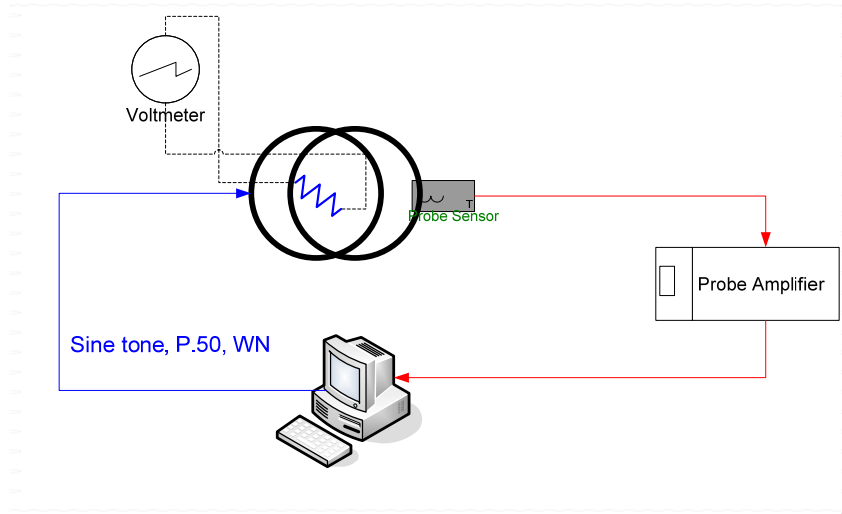 Voltmeter
T
Probe Sensor
Probe Amplifier
Sine tone, P.50, WN